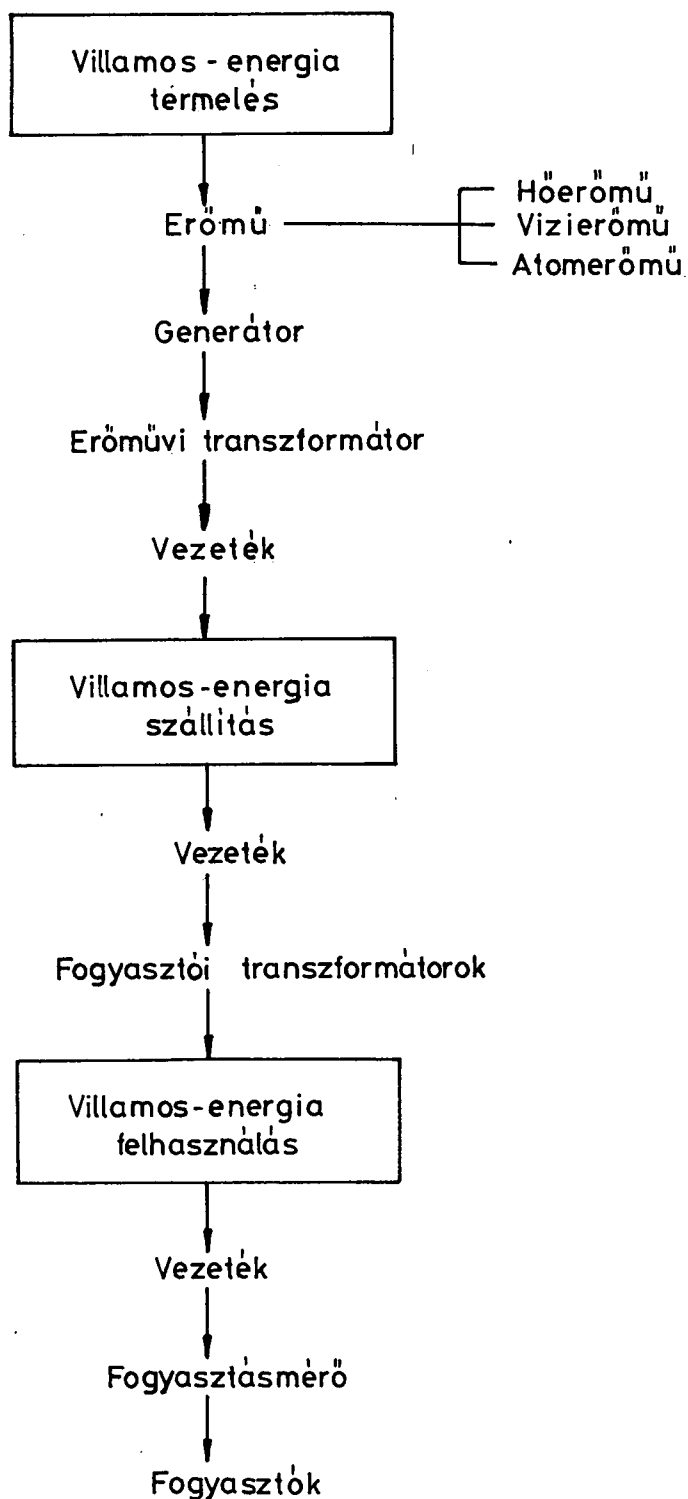 Villamos - energia
termelés
Erőmű
Hőerőmű
Vizierőmű
Atomerőmű
Generátor
Erőművi transzformátor
Vezeték
Villamos-energia
szállítás
Vezeték
Fogyasztói transzformátorok
Villamos-energia
felhasználás
Vezeték
Fogyasztásmérő
Fogyasztók